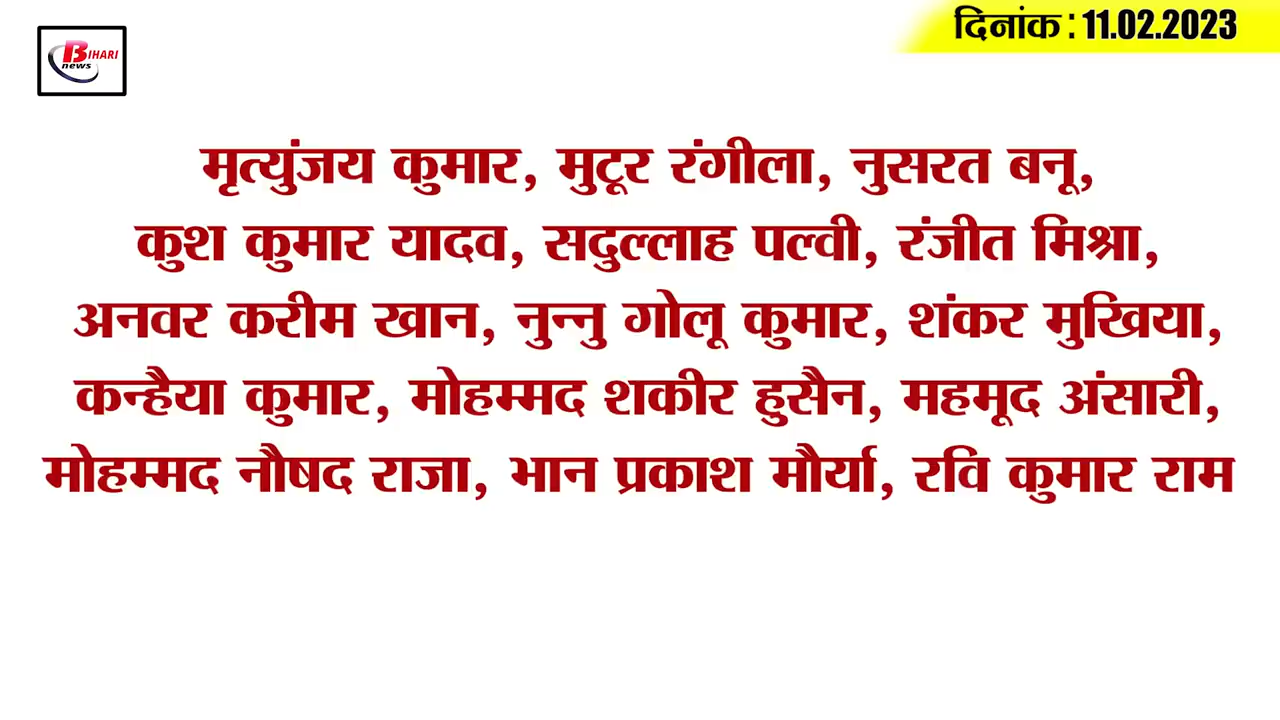 BIHARI
news
दिनांक : 11.02.2023
मृत्युंजय कुमार, मुटूर रंगीला, नुसरत बनू,
कुश कुमार यादव, सदुल्लाह पल्वी, रंजीत मिश्रा,
अनवर करीम खान, नुन्नु गोलू कुमार, शंकर मुखिया,
कन्हैया कुमार, मोहम्मद शकीर हुसैन, महमूद अंसारी,
मोहम्मद नौषद राजा, भान प्रकाश मौर्या, रवि कुमार राम